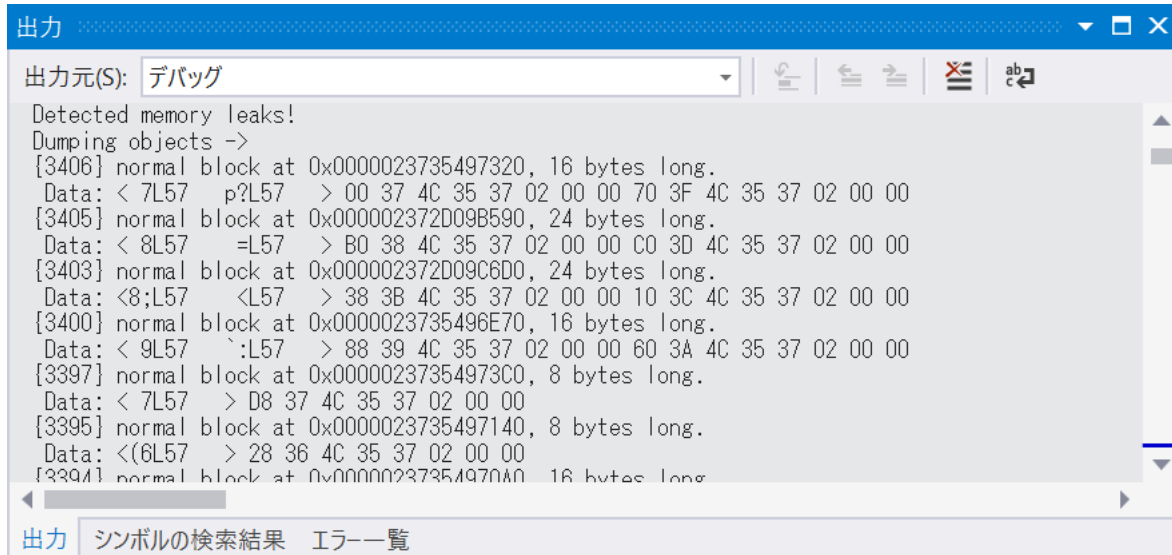 出力
出力元(S): デバッグ
Detected memory leaks!
Dumping objects ->
[3406] normal block at 0x0000023735497320, 16 bytes long.
Data: < 7L57   p?L57   > 00 37 4C 35 37 02 00 00 70 3F 4C 35 37 02 00 00
[3405] normal block at 0x000002372D09B590, 24 bytes long.
Data: < 8L57    =L57   > B0 38 4C 35 37 02 00 00 C0 3D 4C 35 37 02 00 00
[3403] normal block at 0x000002372D09C6D0, 24 bytes long.
Data: <8;L57    <L57   > 38 3B 4C 35 37 02 00 00 10 3C 4C 35 37 02 00 00
[3400] normal block at 0x0000023735496E70, 16 bytes long.
Data: < 9L57   `:L57   > 88 39 4C 35 37 02 00 00 60 3A 4C 35 37 02 00 00
[3397] normal block at 0x00000237354973C0, 8 bytes long.
Data: < 7L57   > D8 37 4C 35 37 02 00 00
[3395] normal block at 0x0000023735497140, 8 bytes long.
Data: <(6L57   > 28 36 4C 35 37 02 00 00
[3394] normal block at 0x00000237354970A0, 16 bytes long.
出力 シンボルの検索結果 エラー一覧